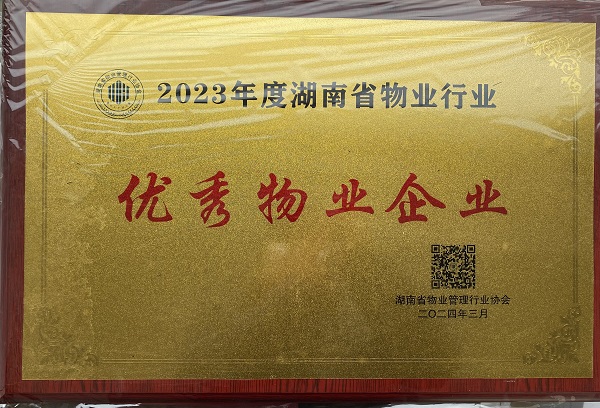 2023年度湖南省物业行业
优秀物业企业
湖南省物业管理行业协会
二〇二四年三月